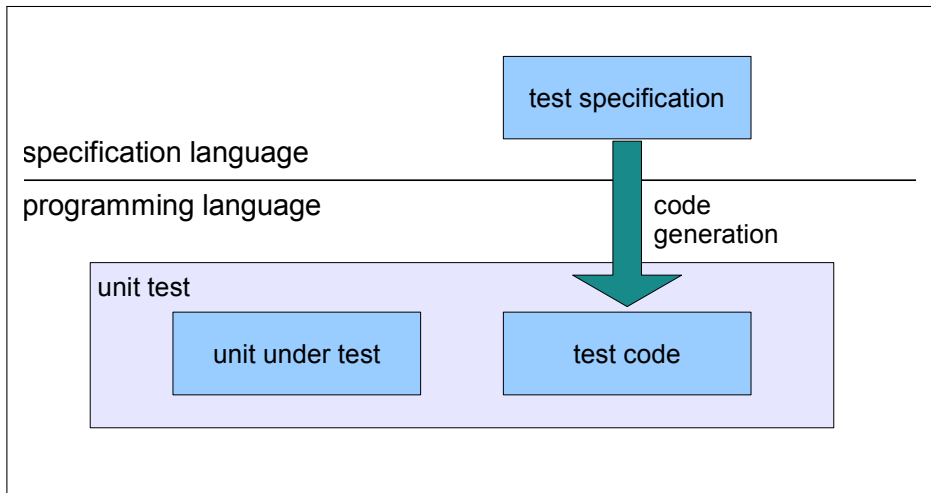 test specification
specification language
programming language
code
generation
unit test
unit under test
test code